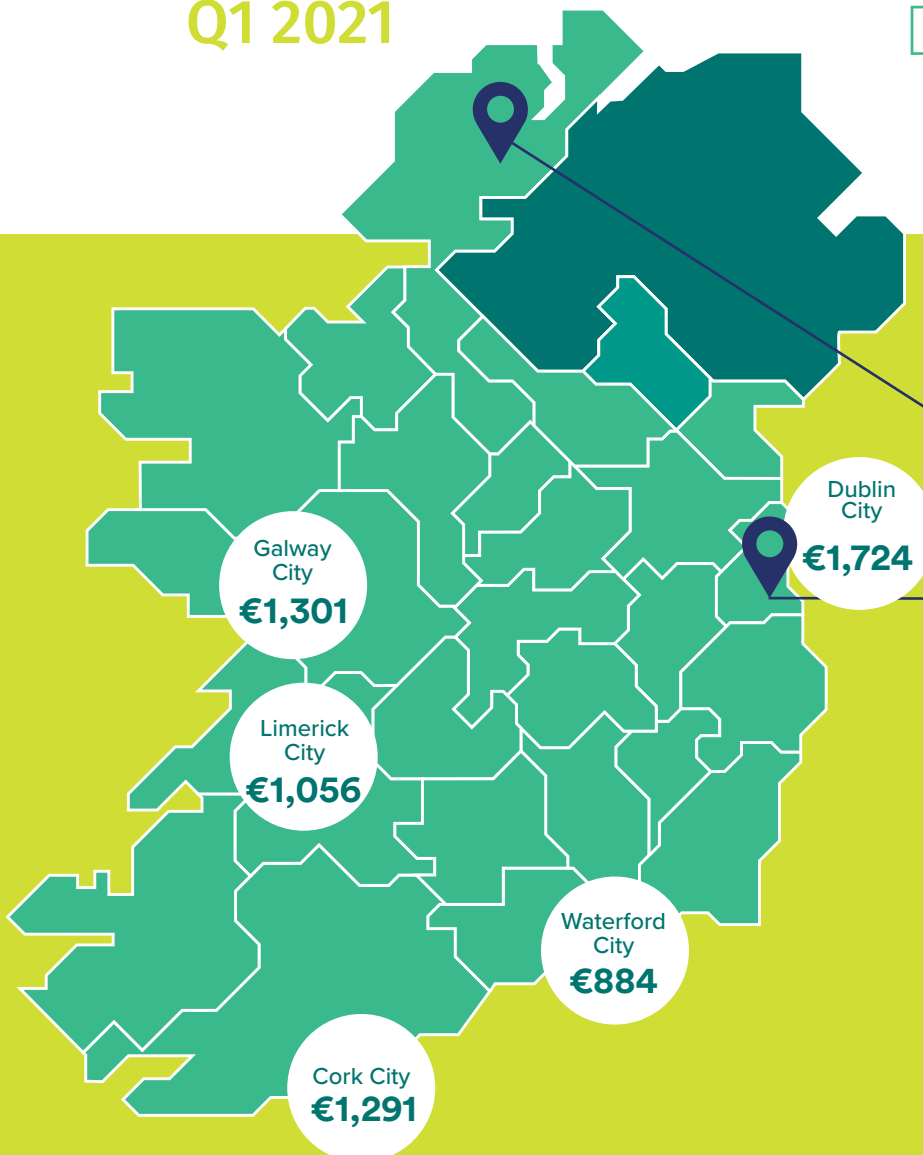 Q1 2021
Dublin
City
€1,724
Galway
City
€1,301
Limerick
City
€1,056
Waterford
City
€884
Cork City
€1,291